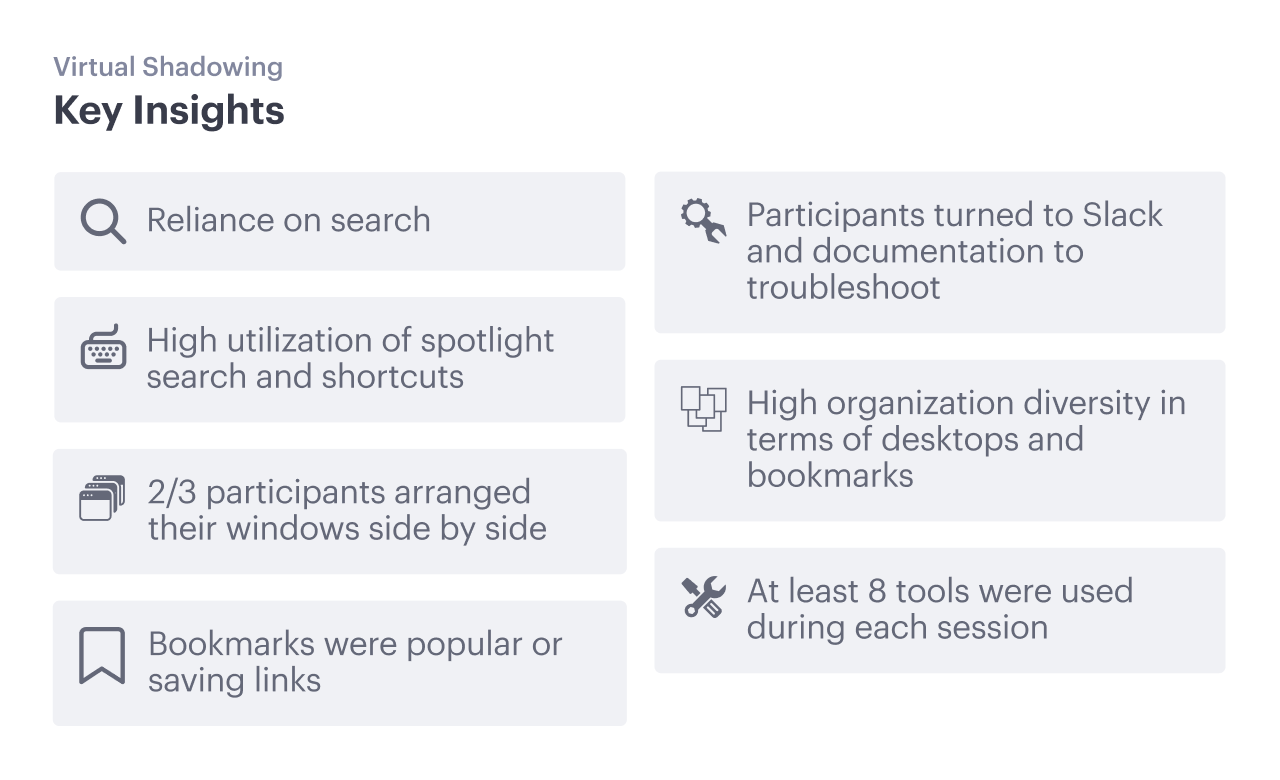 Virtual Shadowing
Key Insights
Reliance on search
High utilization of spotlight
search and shortcuts
2/3 participants arranged
their windows side by side
Bookmarks were popular or
saving links
Participants turned to Slack
and documentation to
troubleshoot
High organization diversity in
terms of desktops and
bookmarks
At least 8 tools were used
during each session